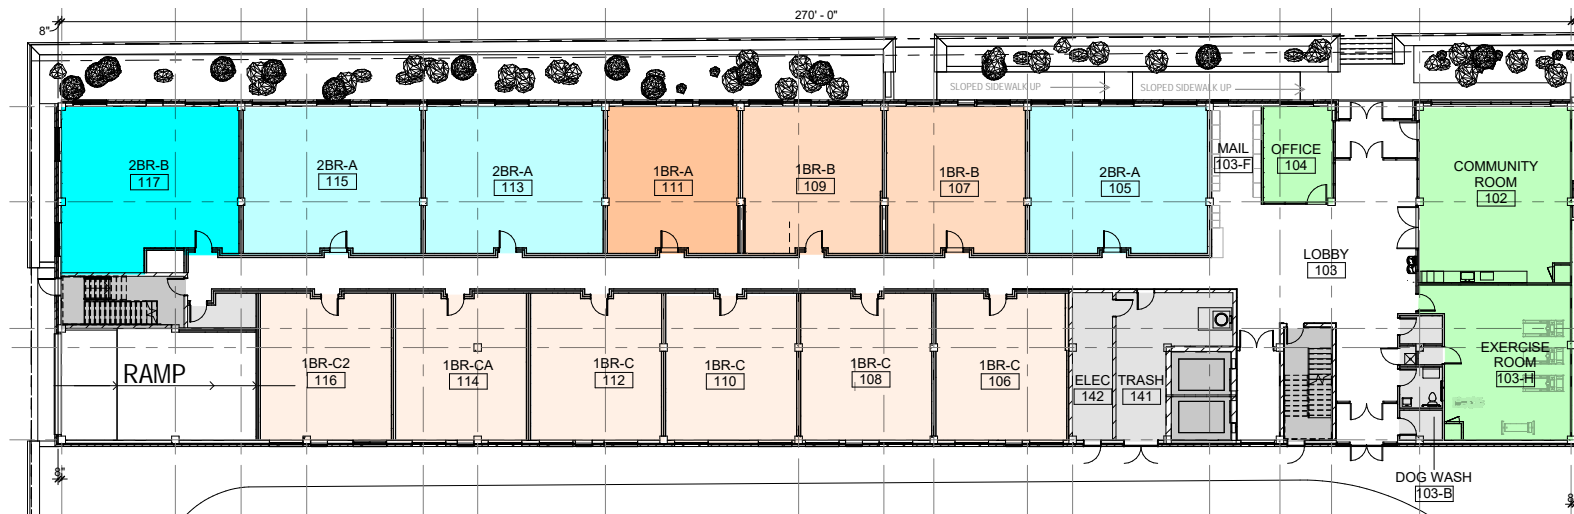 270' - 0"
8"
SLOPED SIDEWALK UP
SLOPED SIDEWALK UP
2BR-B
117
2BR-A
115
2BR-A
113
1BR-A
111
1BR-B
109
1BR-B
107
2BR-A
105
MAIL
103-F
OFFICE
104
COMMUNITY
ROOM
102
LOBBY
103
RAMP
1BR-C2
116
1BR-CA
114
1BR-C
112
1BR-C
110
1BR-C
108
1BR-C
106
ELEC
142
TRASH
141
EXERCISE
ROOM
103-H
DOG WASH
103-B
8"
8"